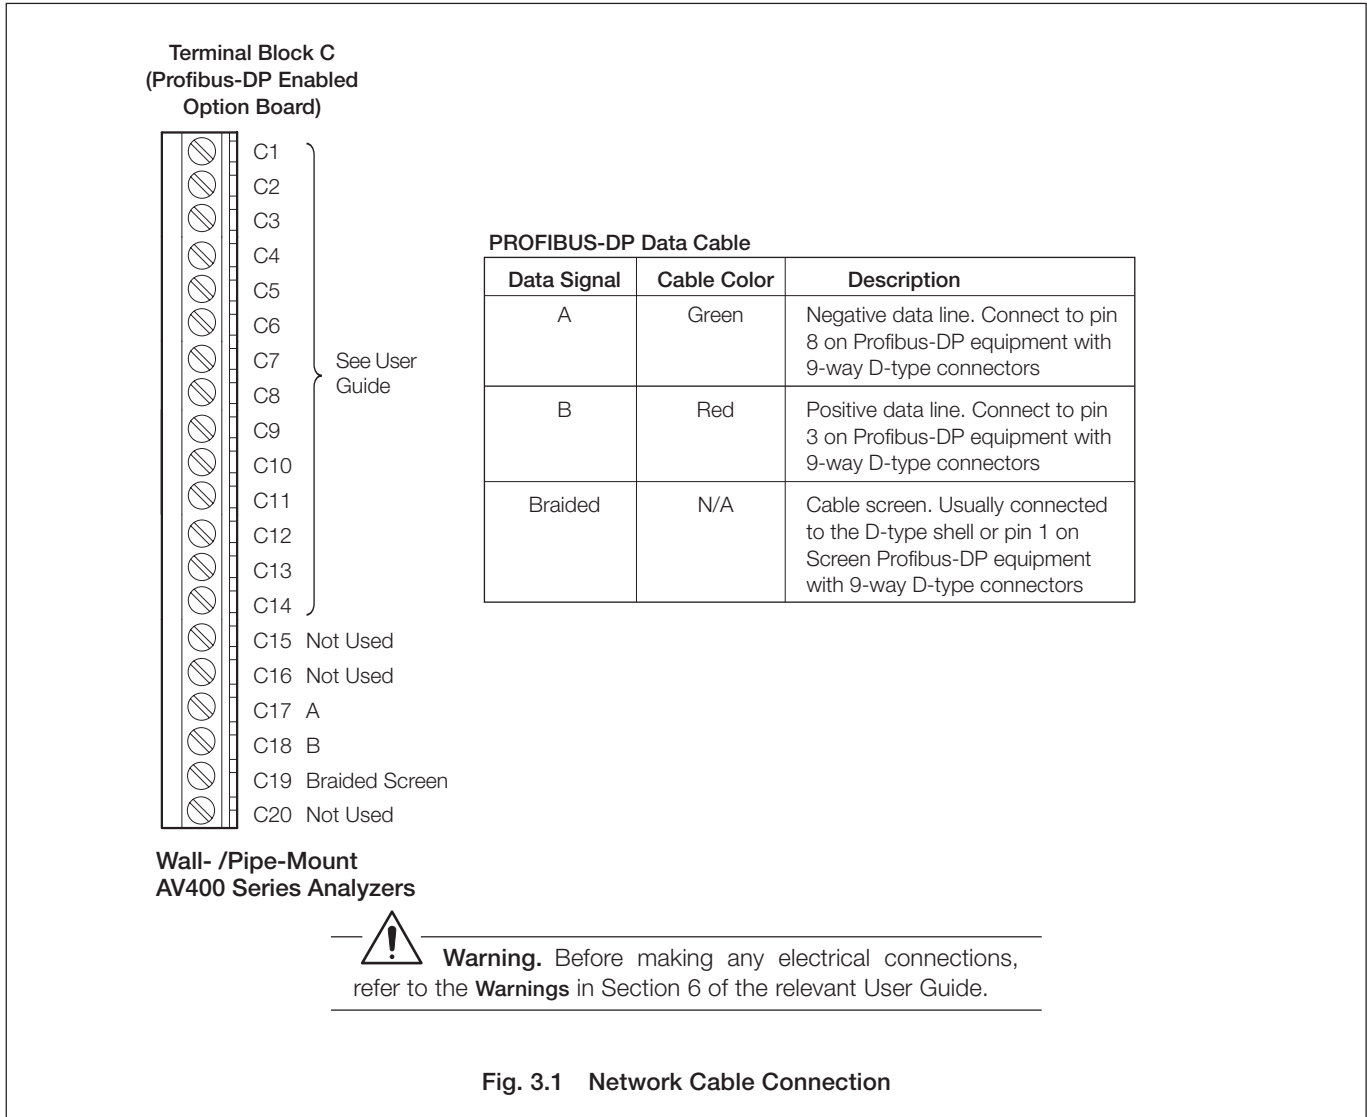 Terminal Block C
(Profibus-DP Enabled
Option Board)
C1
C2
C3
C4
C5
C6
C7
C8
C9
C10
C11
C12
C13
C14
See User
Guide
C15 Not Used
C16 Not Used
C17 A
C18 B
C19 Braided Screen
C20 Not Used
Wall- /Pipe-Mount
AV400 Series Analyzers
PROFIBUS-DP Data Cable
Data Signal Cable Color Description
A Green Negative data line. Connect to pin
8 on Profibus-DP equipment with
9-way D-type connectors
B Red Positive data line. Connect to pin
3 on Profibus-DP equipment with
9-way D-type connectors
Braided N/A Cable screen. Usually connected
to the D-type shell or pin 1 on
Screen Profibus-DP equipment
with 9-way D-type connectors
Warning. Before making any electrical connections,
refer to the Warnings in Section 6 of the relevant User Guide.
Fig. 3.1 Network Cable Connection